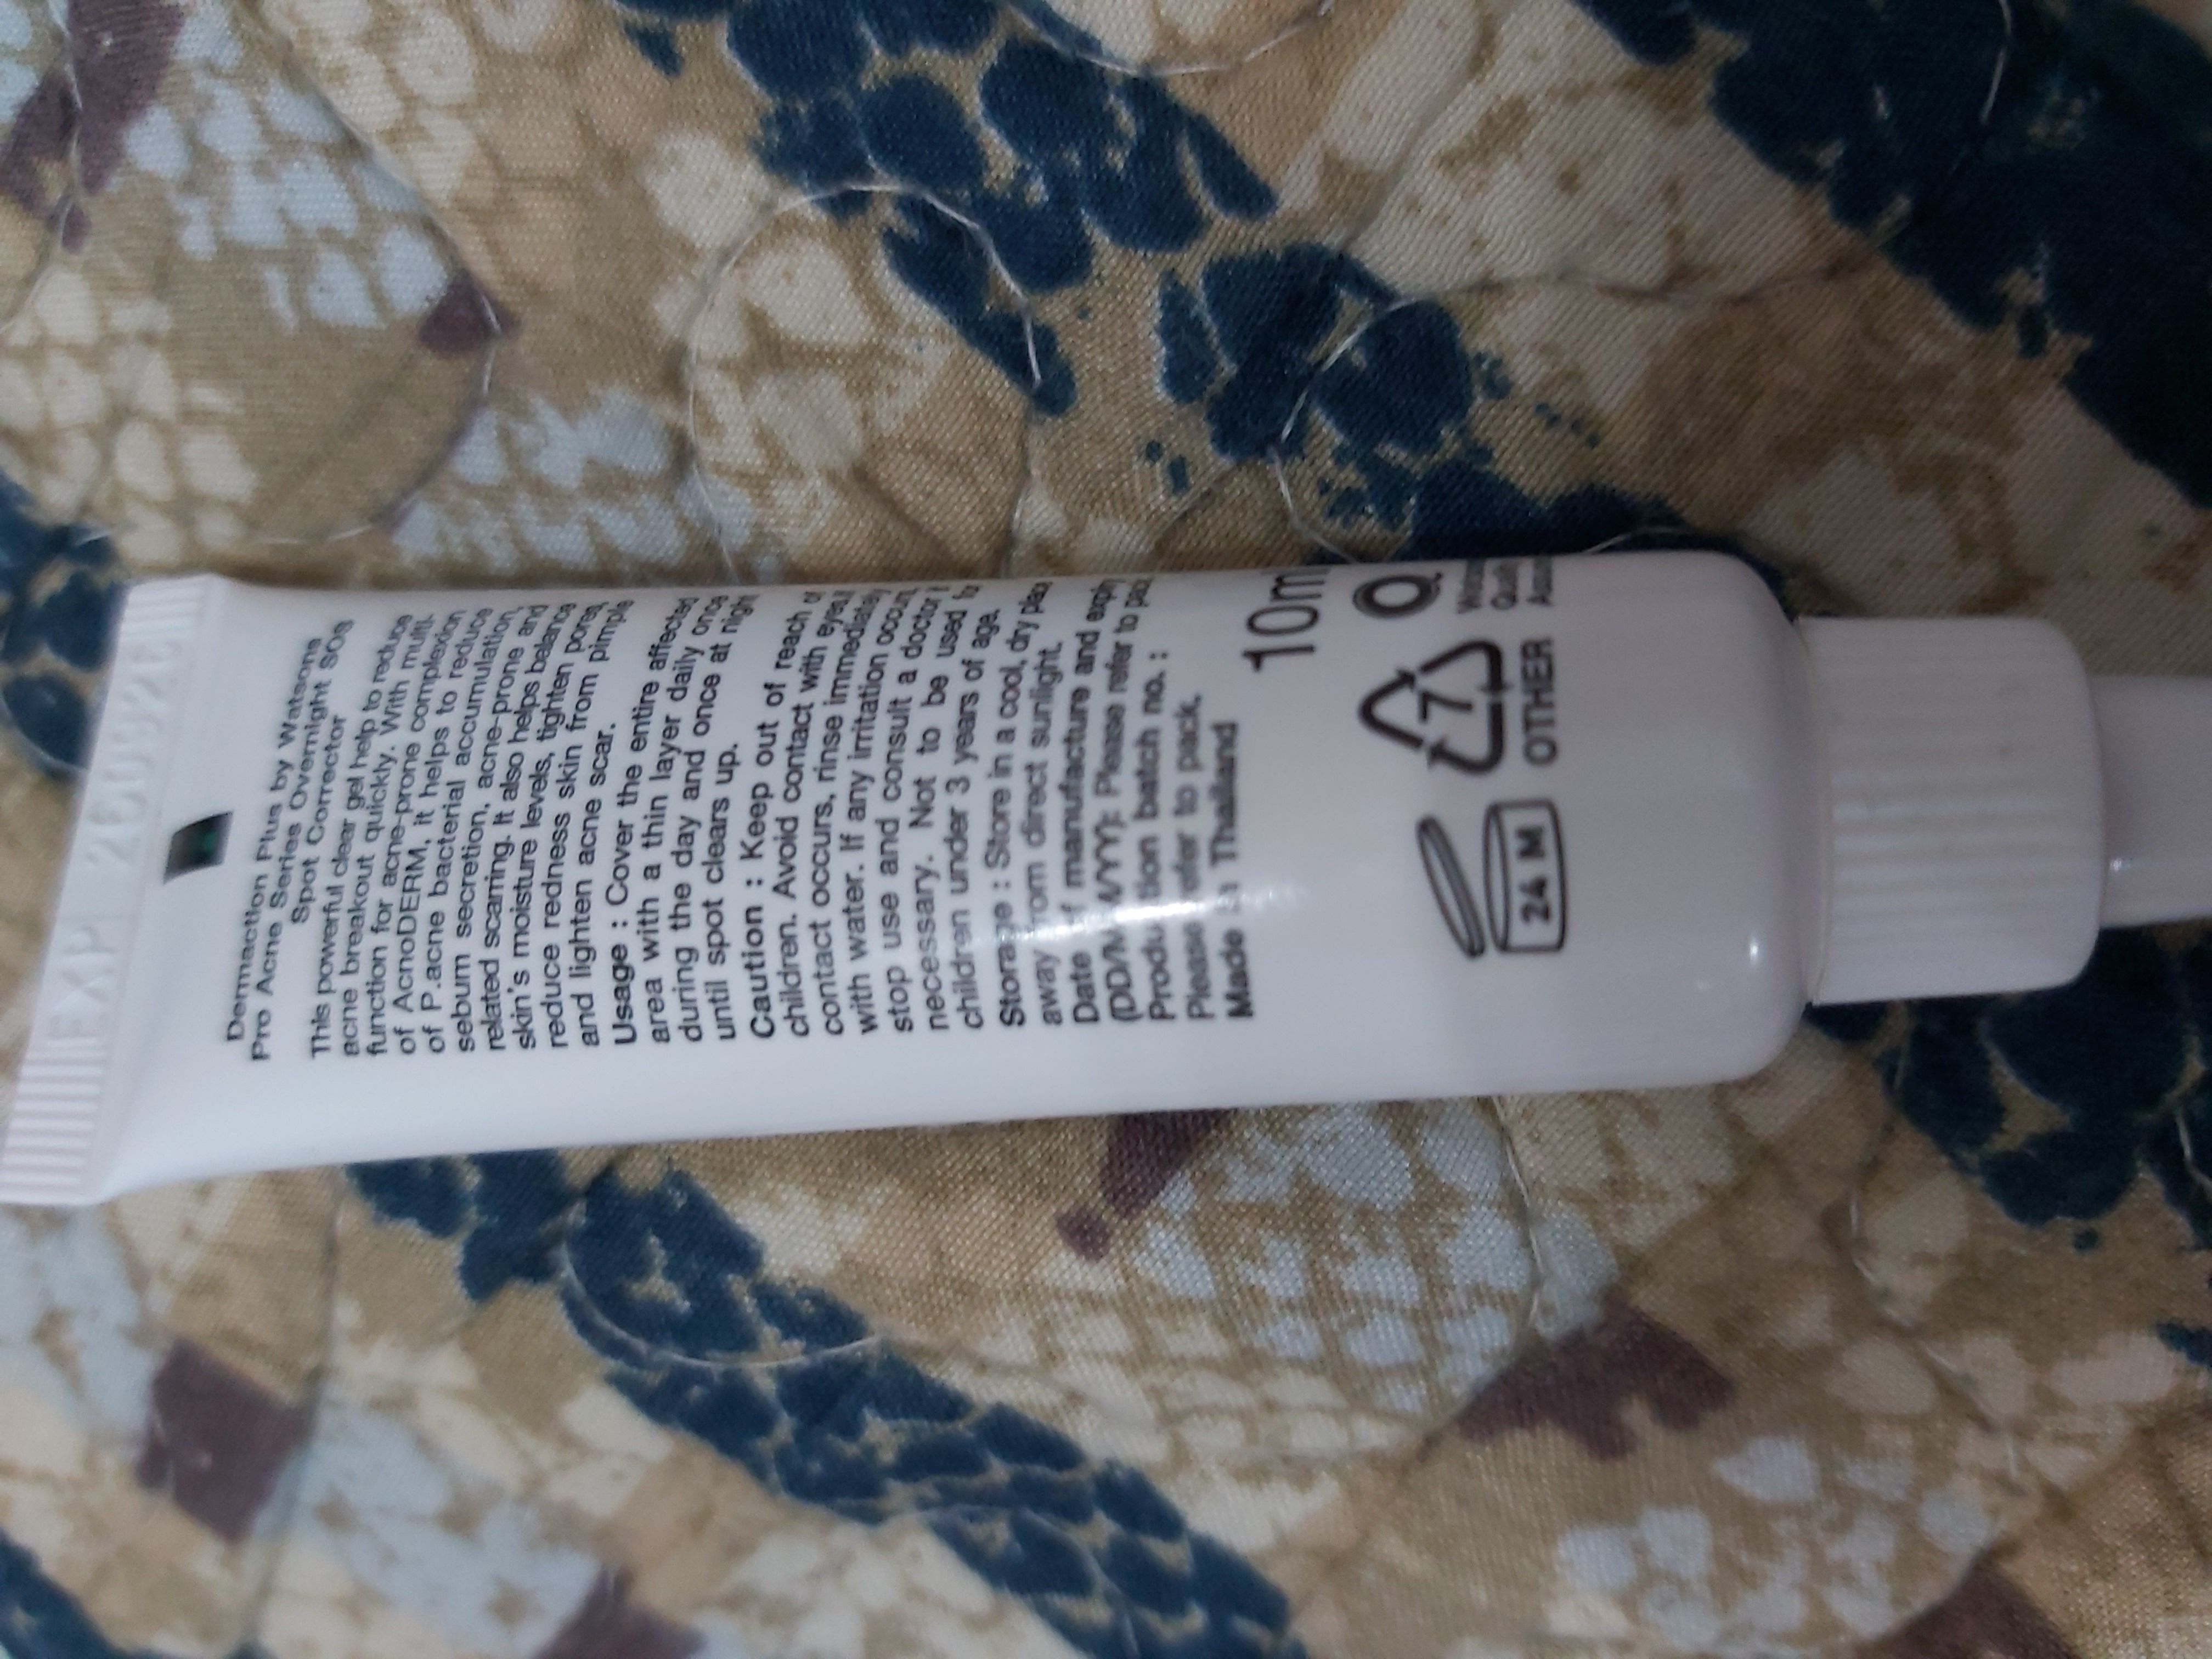 EXP 260926
Dermaction Plus by Watsons
Pro Acne Series Overnight SOS
Spot Corrector
This powerful clear gel help to reduce
acne breakout quickly. With multi-
function for acne-prone complexion
of AcnoDERM, it helps to reduce
of P.acne bacterial accumulation,
sebum secretion, acne-prone and
related scarring. It also helps balance
skin's moisture levels, tighten pores,
reduce redness skin from pimple
and lighten acne scar.
Usage : Cover the entire affected
area with a thin layer daily once
during the day and once at night
until spot clears up.
Caution : Keep out of reach of
children. Avoid contact with eyes,
contact occurs, rinse immediately
with water. If any irritation occurs,
stop use and consult a doctor
necessary. Not to be used for
children under 3 years of age.
Storage : Store in a cool, dry place
away from direct sunlight.
Date of manufacture and expiry
(DD/MM/YY): Please refer to pack
Production batch no. :
Please refer to pack.
Made in Thailand
10m
7
OTHER
Q
24 M